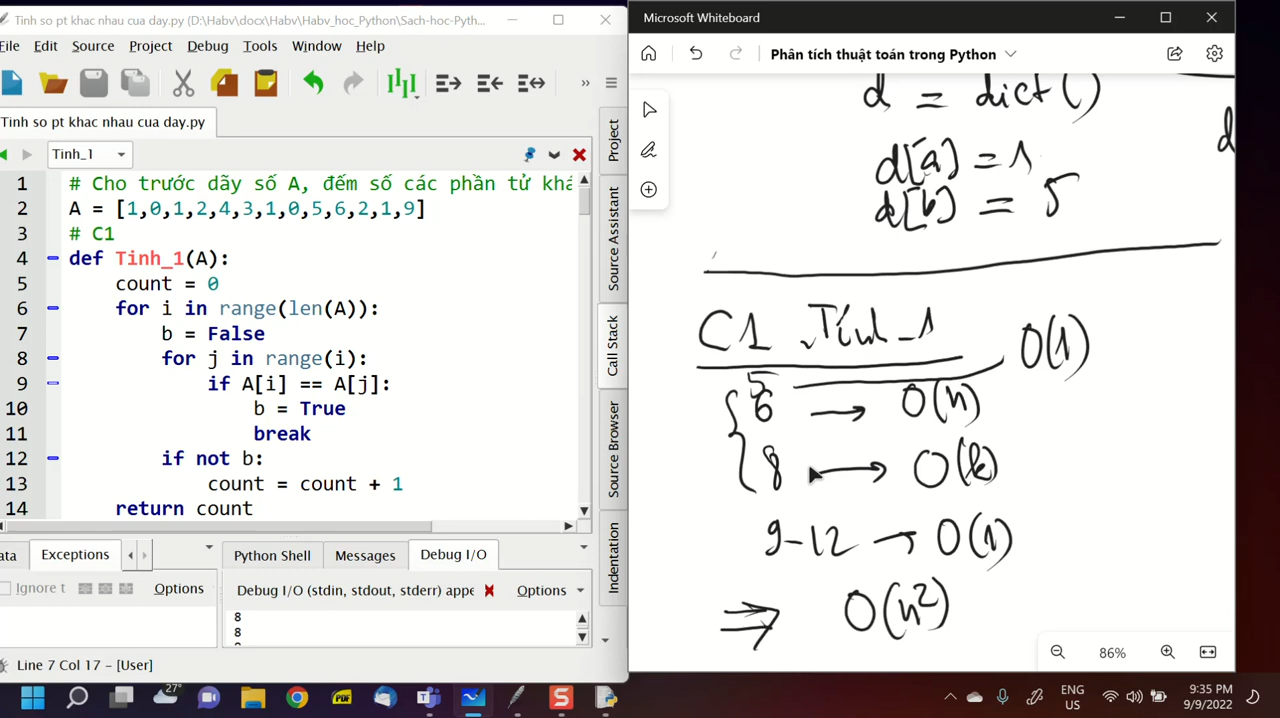 Tinh so pt khac nhau cua day.py (D:\Habv\docx\Habv\Habv_hoc_Python\Sach-hoc-Pyth...
File Edit Source Project Debug Tools Window Help
Tinh so pt khac nhau cua day.py
Tinh_1
1 # Cho trước dãy số A, đếm số các phần tử khá
2 A = [1,0,1,2,4,3,1,0,5,6,2,1,9]
3 # C1
4 def Tinh_1(A):
5 count = 0
6 for i in range(len(A)):
7 b = False
8 for j in range(i):
9 if A[i] == A[j]:
10 b = True
11 break
12 if not b:
13 count = count + 1
14 return count
Project
Source Assistant
Call Stack
Source Browser
Indentation
ata Exceptions
Ignore t Options
Python Shell Messages Debug I/O
Debug I/O (stdin, stdout, stderr) appe Options
8
8
Line 7 Col 17 - [User]
Microsoft Whiteboard
Phân tích thuật toán trong Python
d = dict()
d[a] = 1
d[b] = 5
C1 Tính_1
5 O(1)
6 → O(n)
8 → O(k)
9-12 → O(1)
⇒ O(n²)
86%
27°
PDF
ENG
US
9:35 PM
9/9/2022